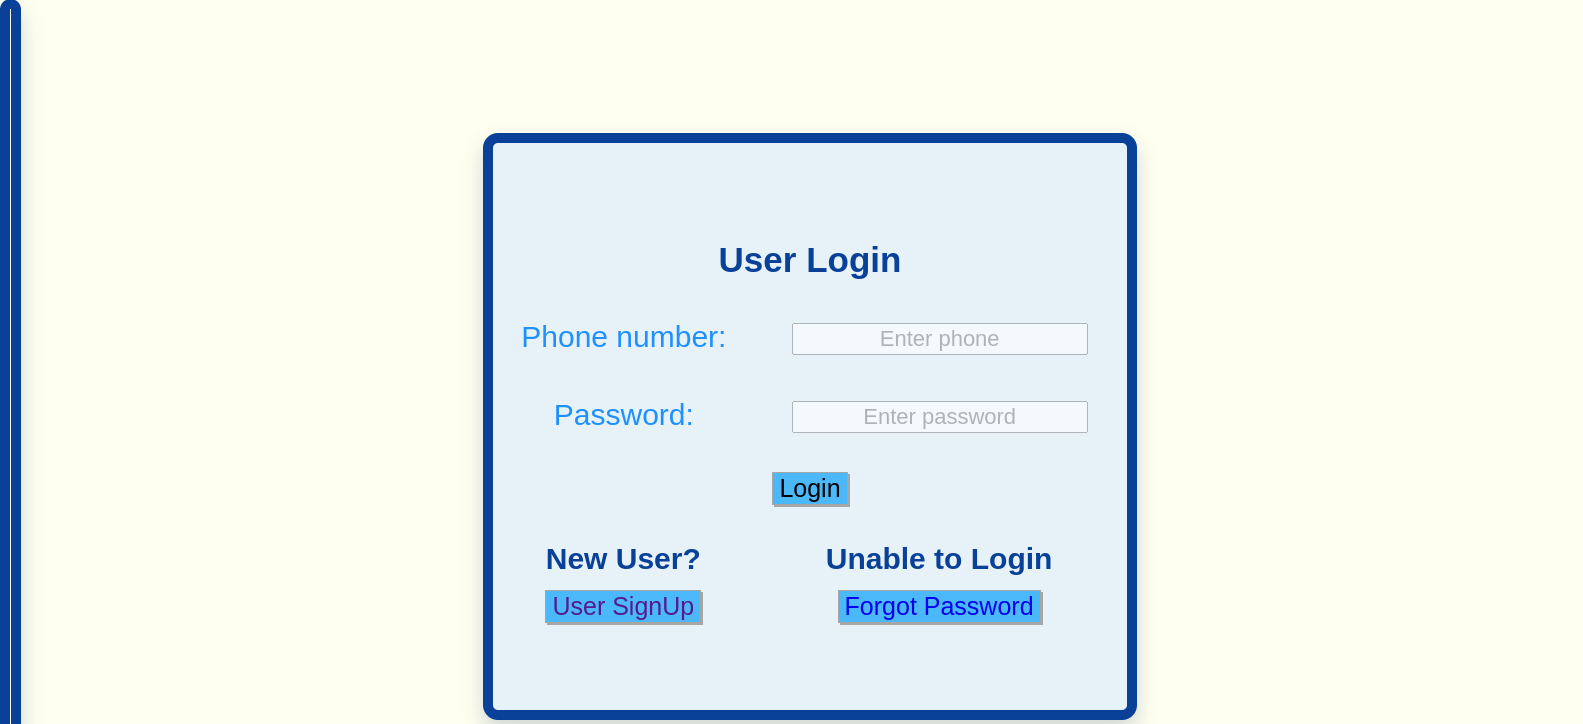 User Login
Phone number: Enter phone
Password: Enter password
Login
New User? Unable to Login
User SignUp Forgot Password